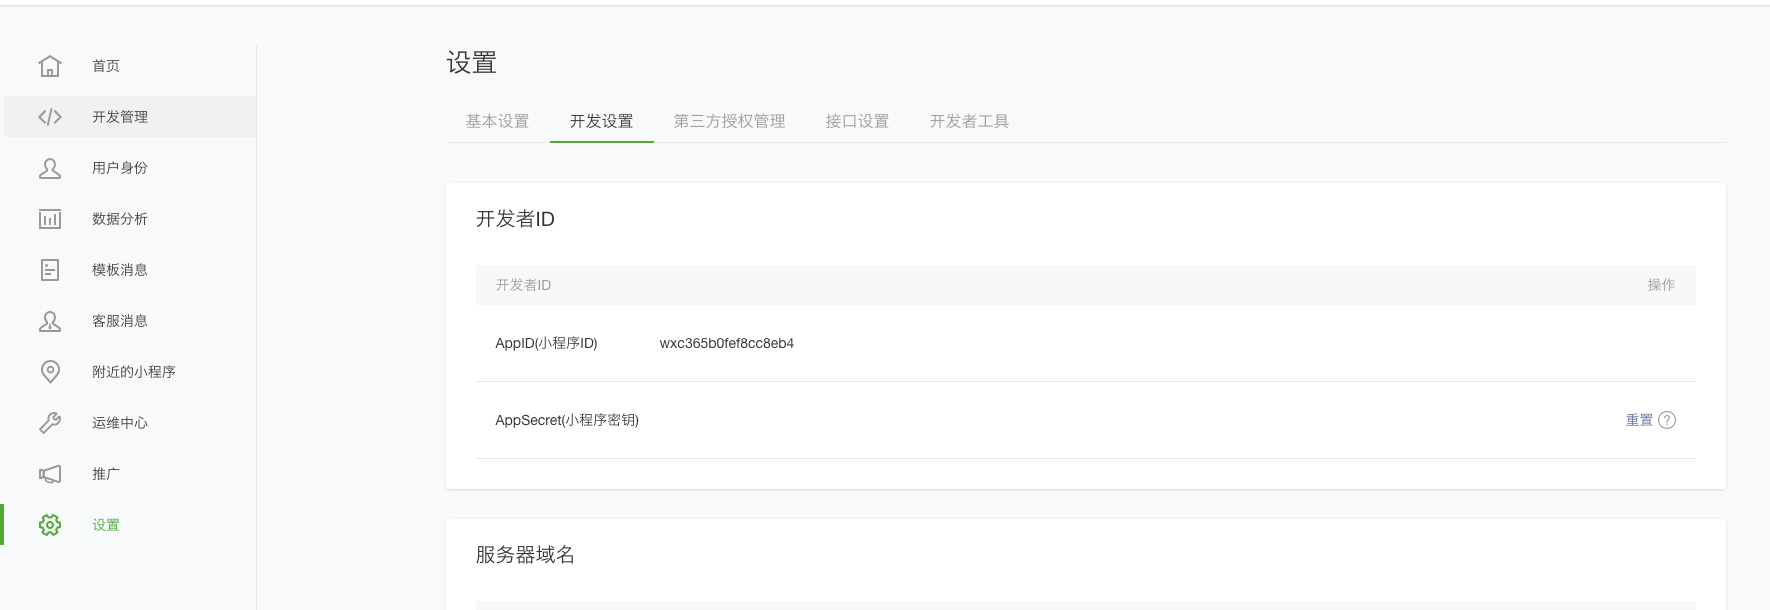 首页
开发管理
用户身份
数据分析
模板消息
客服消息
附近的小程序
运维中心
推广
设置
设置
基本设置 开发设置 第三方授权管理 接口设置 开发者工具
开发者ID
开发者ID 操作
AppID(小程序ID) wxc365b0fef8cc8eb4
AppSecret(小程序密钥) 重置 ?
服务器域名